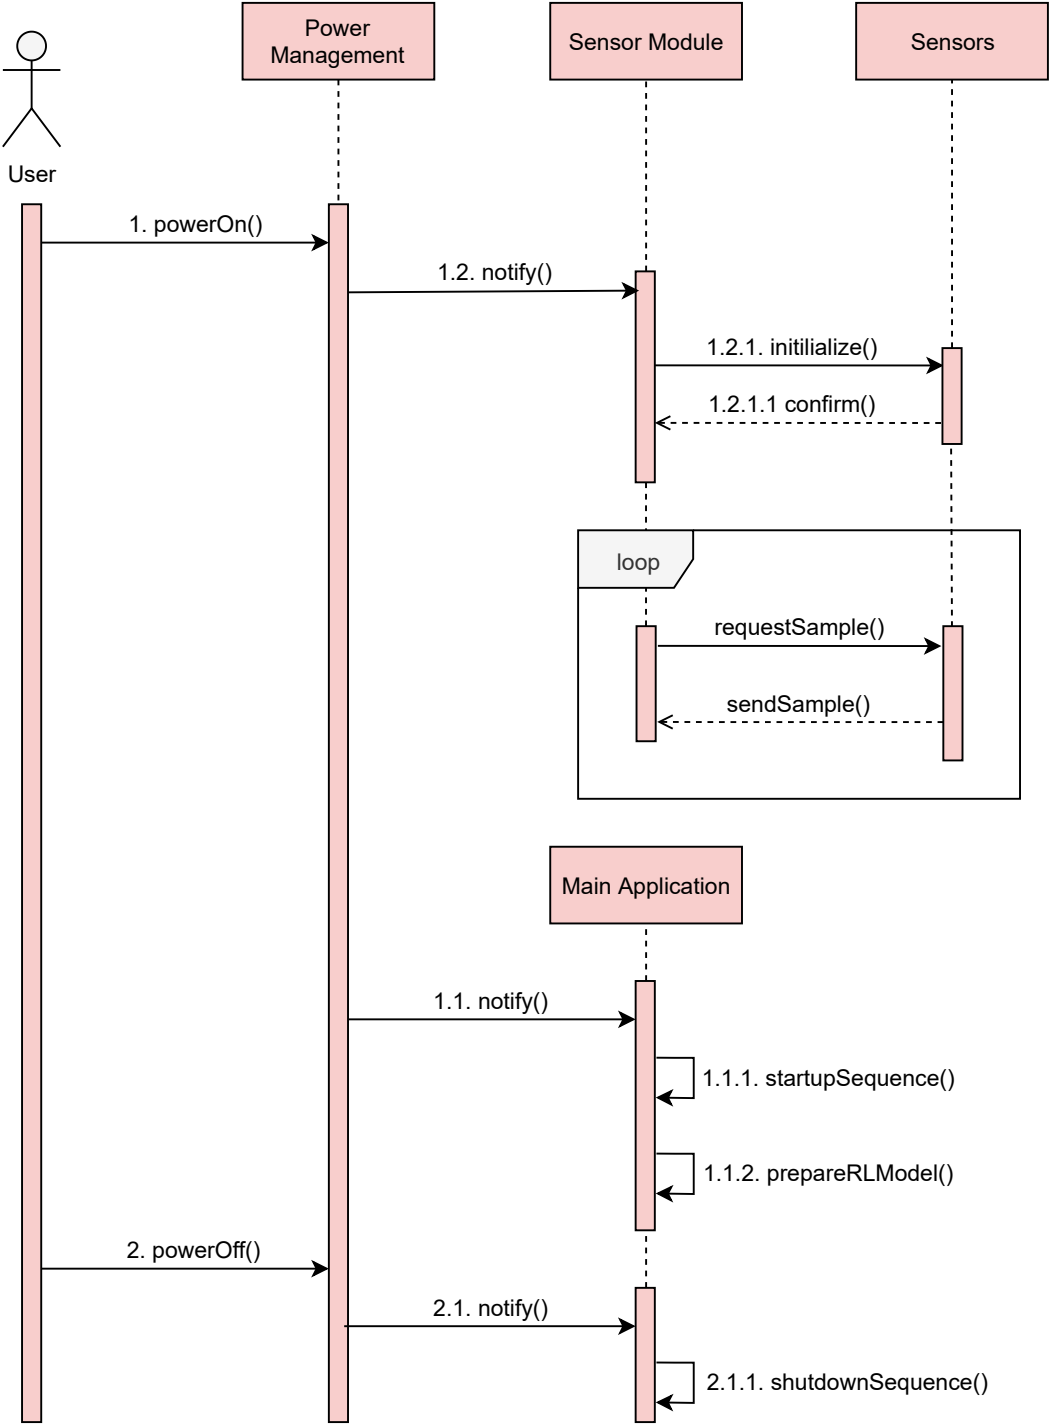 Power
Management
Sensor Module
Sensors
User
1. powerOn()
1.2. notify()
1.2.1. initilialize()
1.2.1.1 confirm()
loop
requestSample()
sendSample()
Main Application
1.1. notify()
1.1.1. startupSequence()
1.1.2. prepareRLModel()
2. powerOff()
2.1. notify()
2.1.1. shutdownSequence()